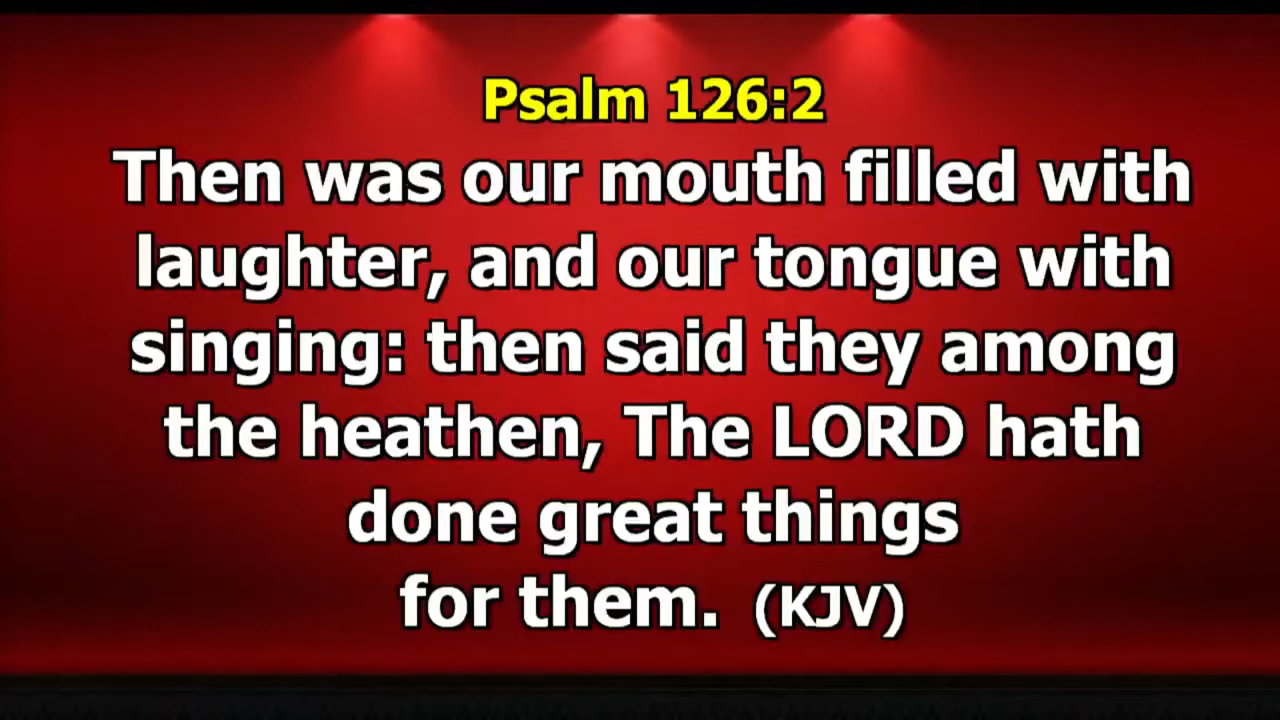 Psalm 126:2
Then was our mouth filled with
laughter, and our tongue with
singing: then said they among
the heathen, The LORD hath
done great things
for them. (KJV)